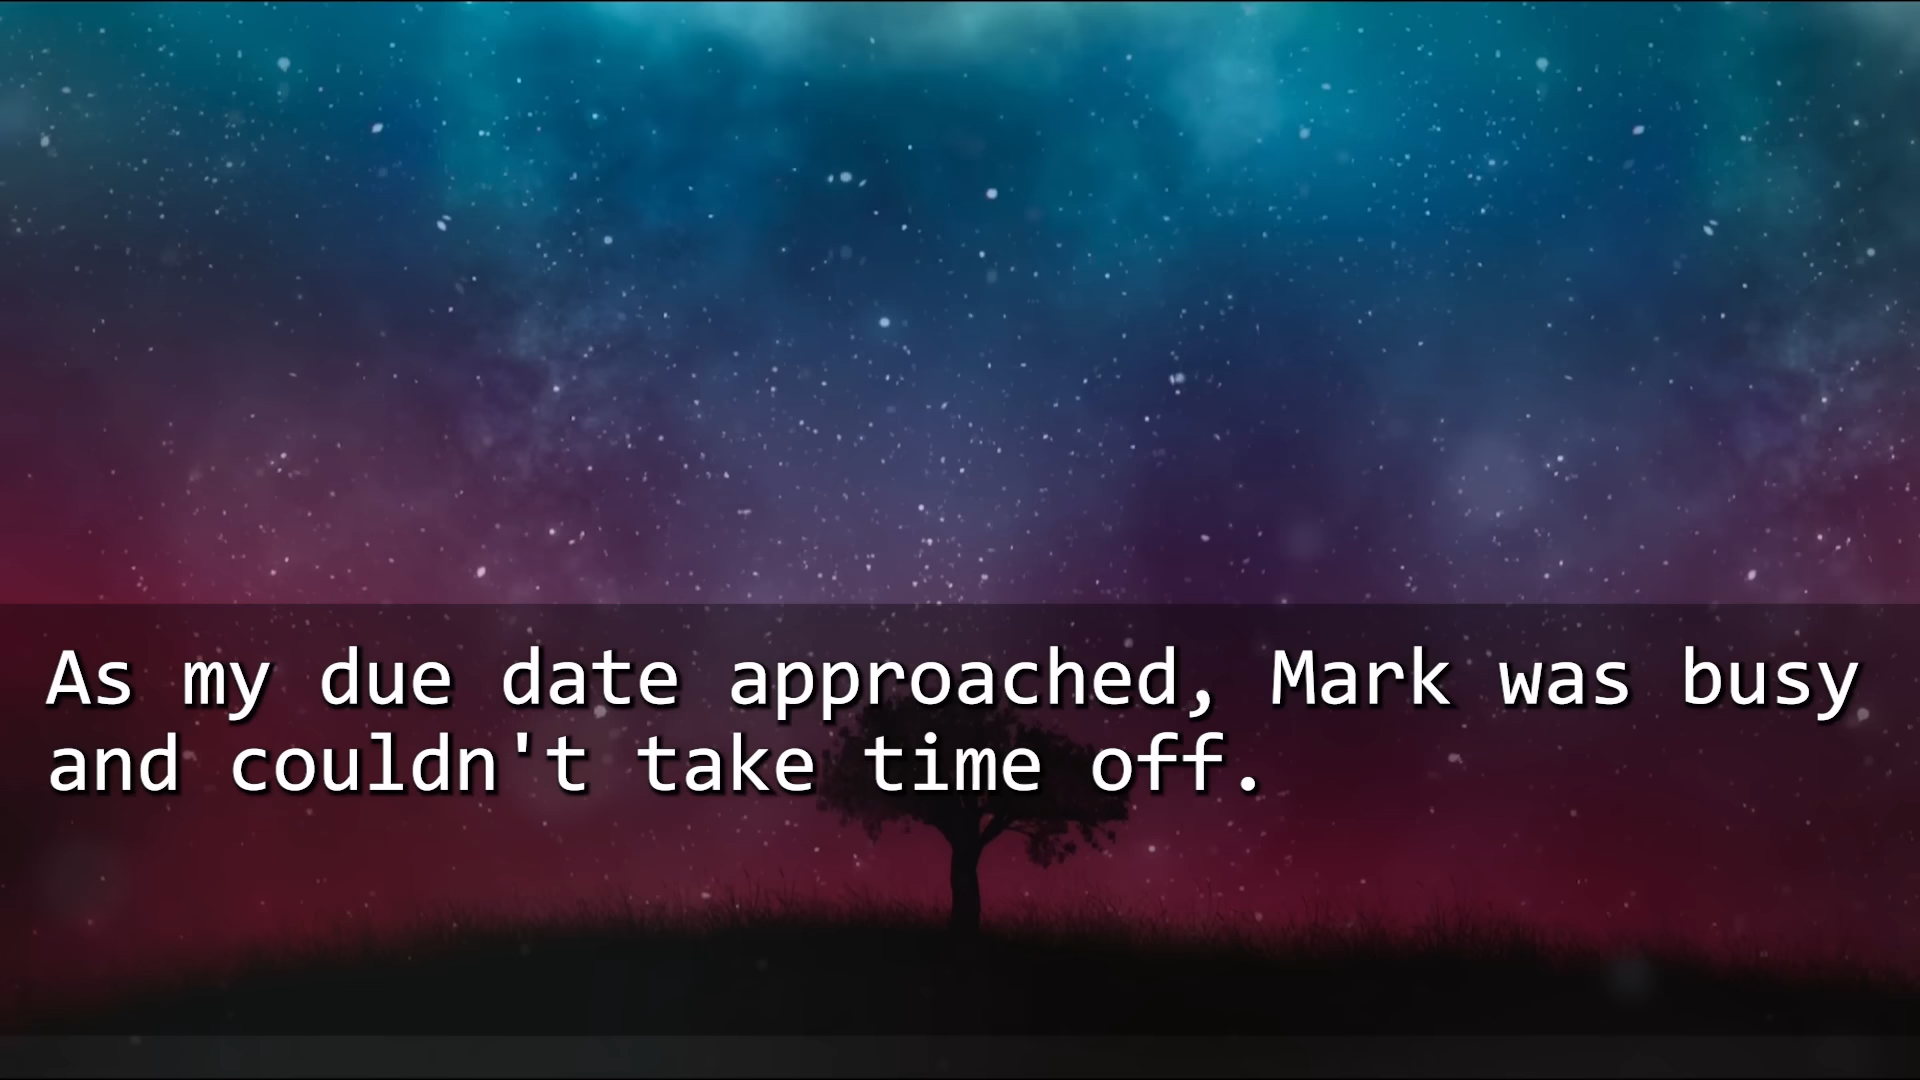 As my due date approached, Mark was busy
and couldn't take time off.